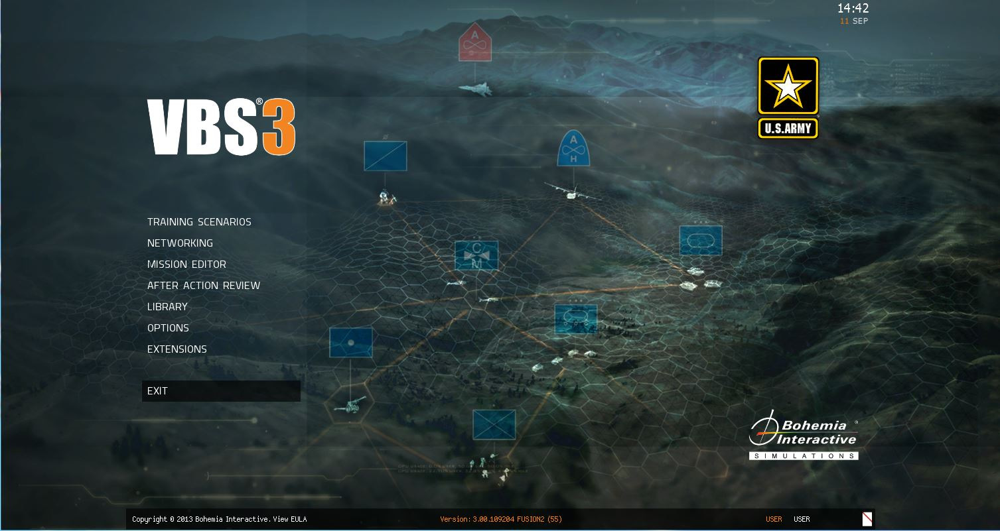 14:42
11 SEP
A
VBS®3
U.S.ARMY
A
H
C
M
TRAINING SCENARIOS
NETWORKING
MISSION EDITOR
AFTER ACTION REVIEW
LIBRARY
OPTIONS
EXTENSIONS
EXIT
Bohemia ®
Interactive
SIMULATIONS
Copyright © 2013 Bohemia Interactive. View EULA
Version: 3.00.109204 FUSION2 (55)
USER USER